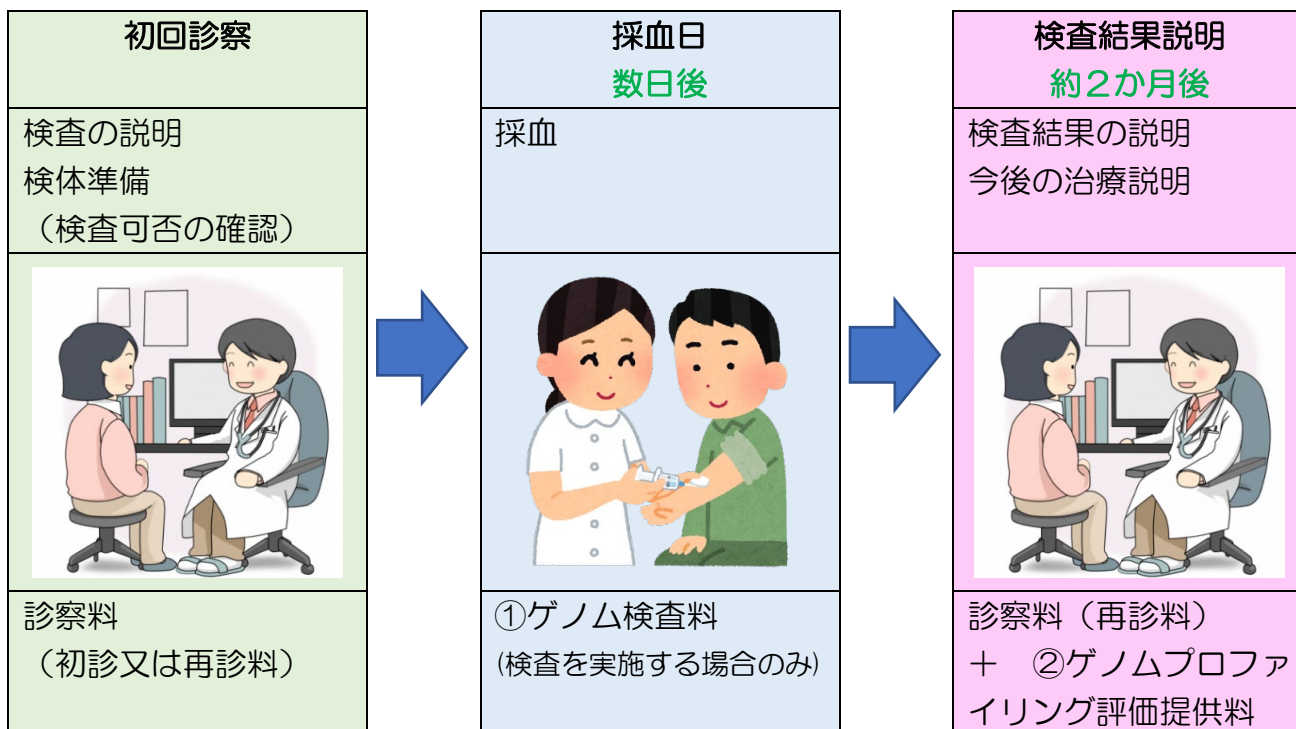 初回診察
検査の説明
検体準備
（検査可否の確認）
診察料
（初診又は再診料）
採血日
数日後
採血
①ゲノム検査料
(検査を実施する場合のみ)
検査結果説明
約２か月後
検査結果の説明
今後の治療説明
診察料（再診料）
＋　②ゲノムプロファ
イリング評価提供料